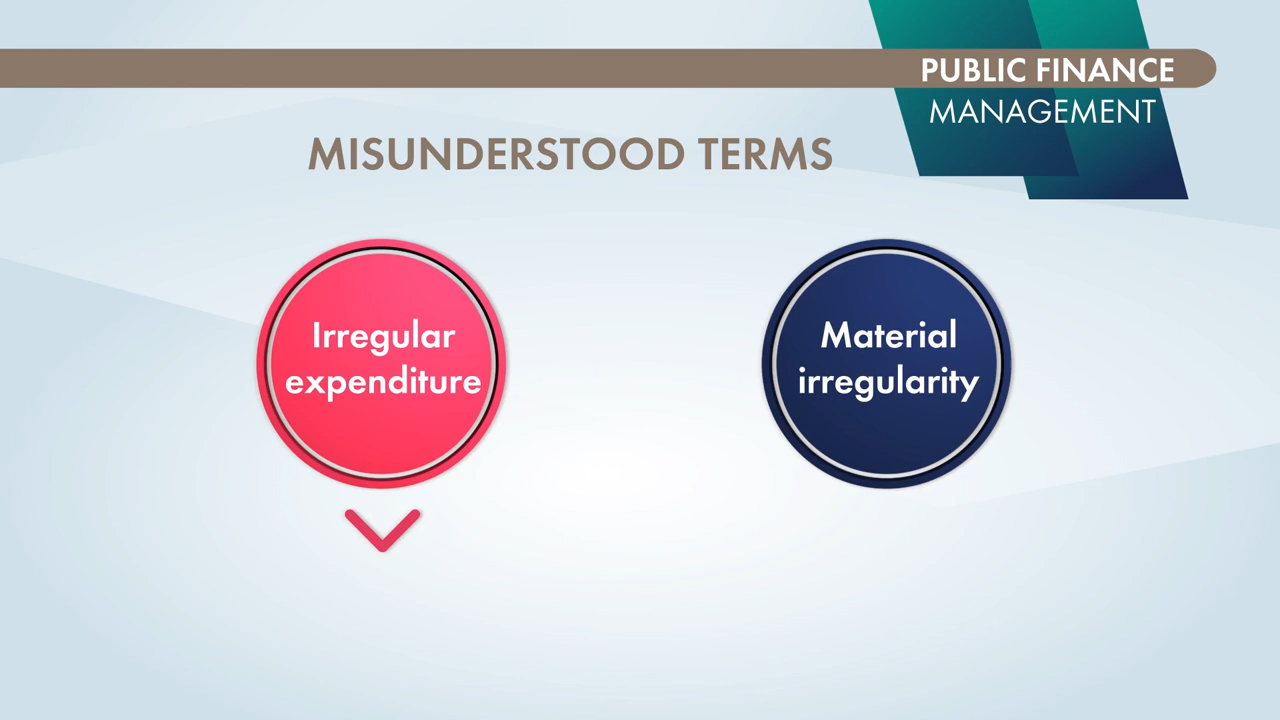 PUBLIC FINANCE
MANAGEMENT
MISUNDERSTOOD TERMS
Irregular
expenditure
Material
irregularity